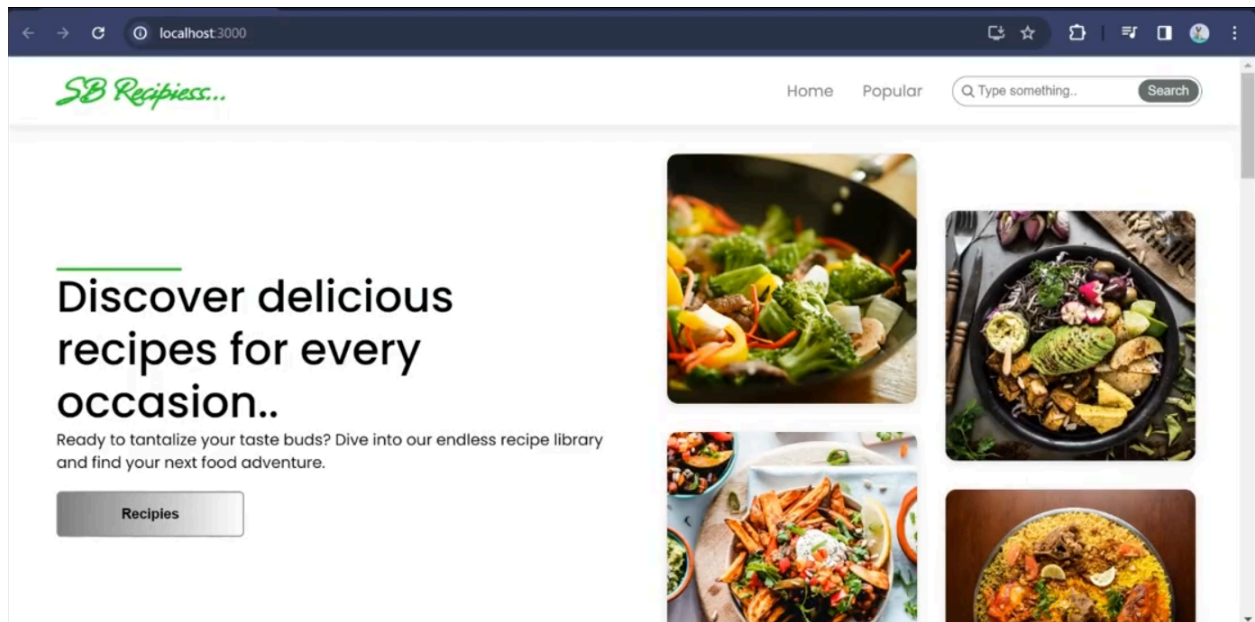 localhost:3000
SB Recipiess...
Home
Popular
Type something..
Search
Discover delicious
recipes for every
occasion..
Ready to tantalize your taste buds? Dive into our endless recipe library
and find your next food adventure.
Recipies